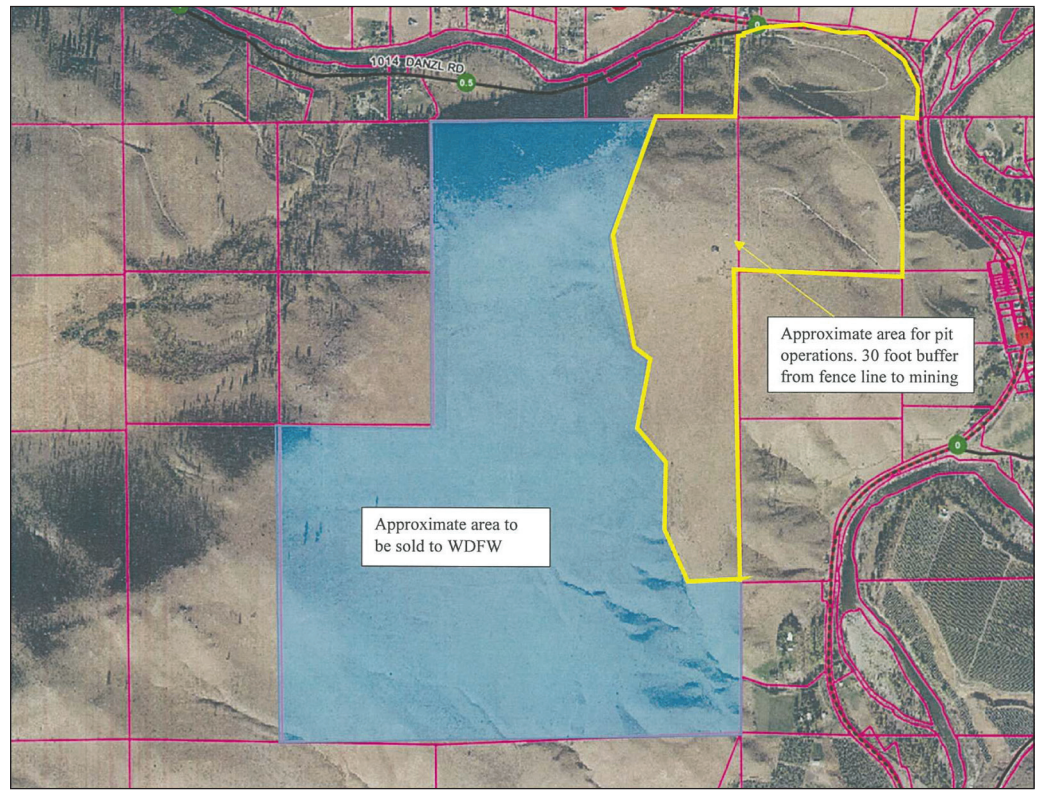 0
1014 DANZL RD
0.5
Approximate area for pit
operations. 30 foot buffer
from fence line to mining
11
0
Approximate area to
be sold to WDFW